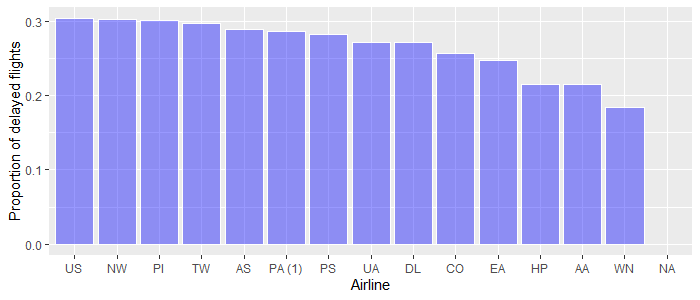 Proportion of delayed flights
0.3
0.2
0.1
0.0
US NW PI TW AS PA (1) PS UA DL CO EA HP AA WN NA
Airline